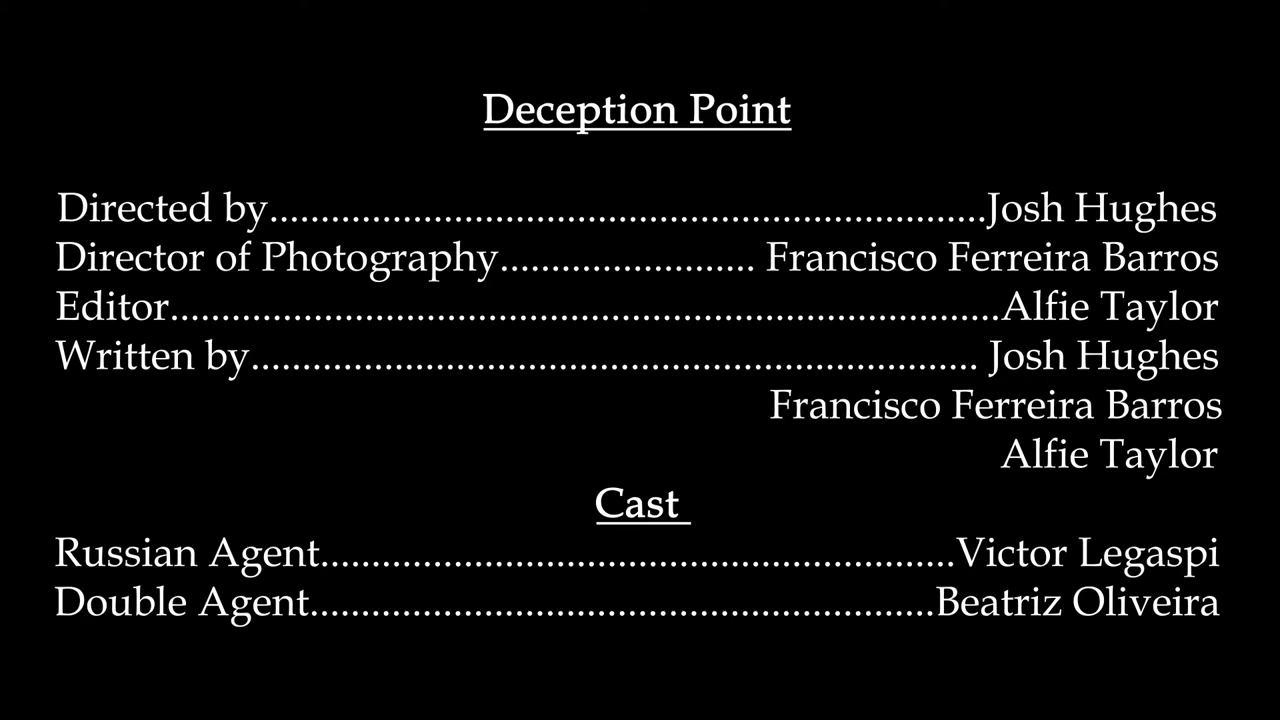 Deception Point
Directed by.......................................................................Josh Hughes
Director of Photography......................... Francisco Ferreira Barros
Editor..................................................................................Alfie Taylor
Written by........................................................................ Josh Hughes
Francisco Ferreira Barros
Alfie Taylor
Cast
Russian Agent...............................................................Victor Legaspi
Double Agent..............................................................Beatriz Oliveira